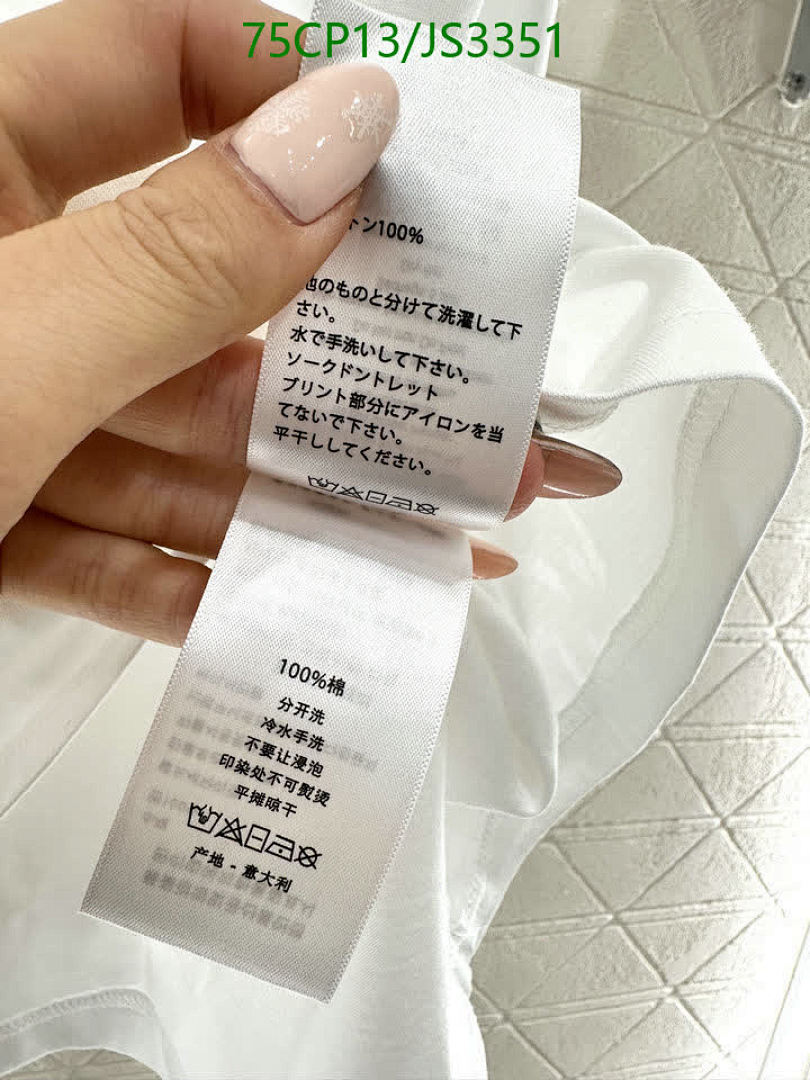 75CP13/JS3351
トン100%
のものと分けて洗濯して下
さい。
水で手洗いして下さい。
ソークドントレット
プリント部分にアイロンを当
てないで下さい。
平干ししてください。
100%棉
分开洗
冷水手洗
不要让浸泡
印染处不可熨烫
平摊晾干
产地 - 意大利